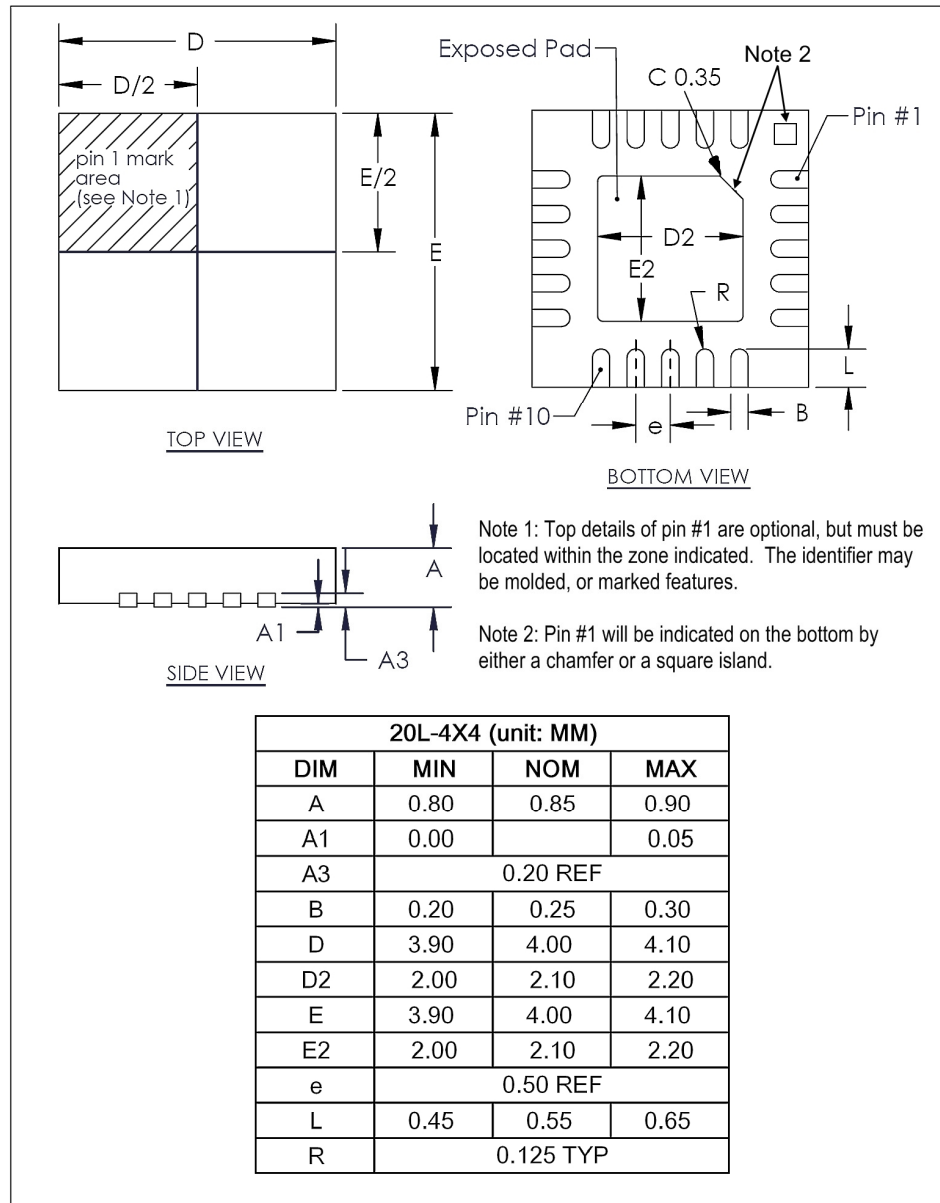 D
D/2
pin 1 mark
area
(see Note 1)
E/2
E
TOP VIEW
Exposed Pad
C 0.35
Note 2
Pin #1
D2
E2
R
L
Pin #10
e
B
BOTTOM VIEW
A
A1
A3
SIDE VIEW
Note 1: Top details of pin #1 are optional, but must be
located within the zone indicated. The identifier may
be molded, or marked features.
Note 2: Pin #1 will be indicated on the bottom by
either a chamfer or a square island.
20L-4X4 (unit: MM)
DIM MIN NOM MAX
A 0.80 0.85 0.90
A1 0.00 0.05
A3 0.20 REF
B 0.20 0.25 0.30
D 3.90 4.00 4.10
D2 2.00 2.10 2.20
E 3.90 4.00 4.10
E2 2.00 2.10 2.20
e 0.50 REF
L 0.45 0.55 0.65
R 0.125 TYP